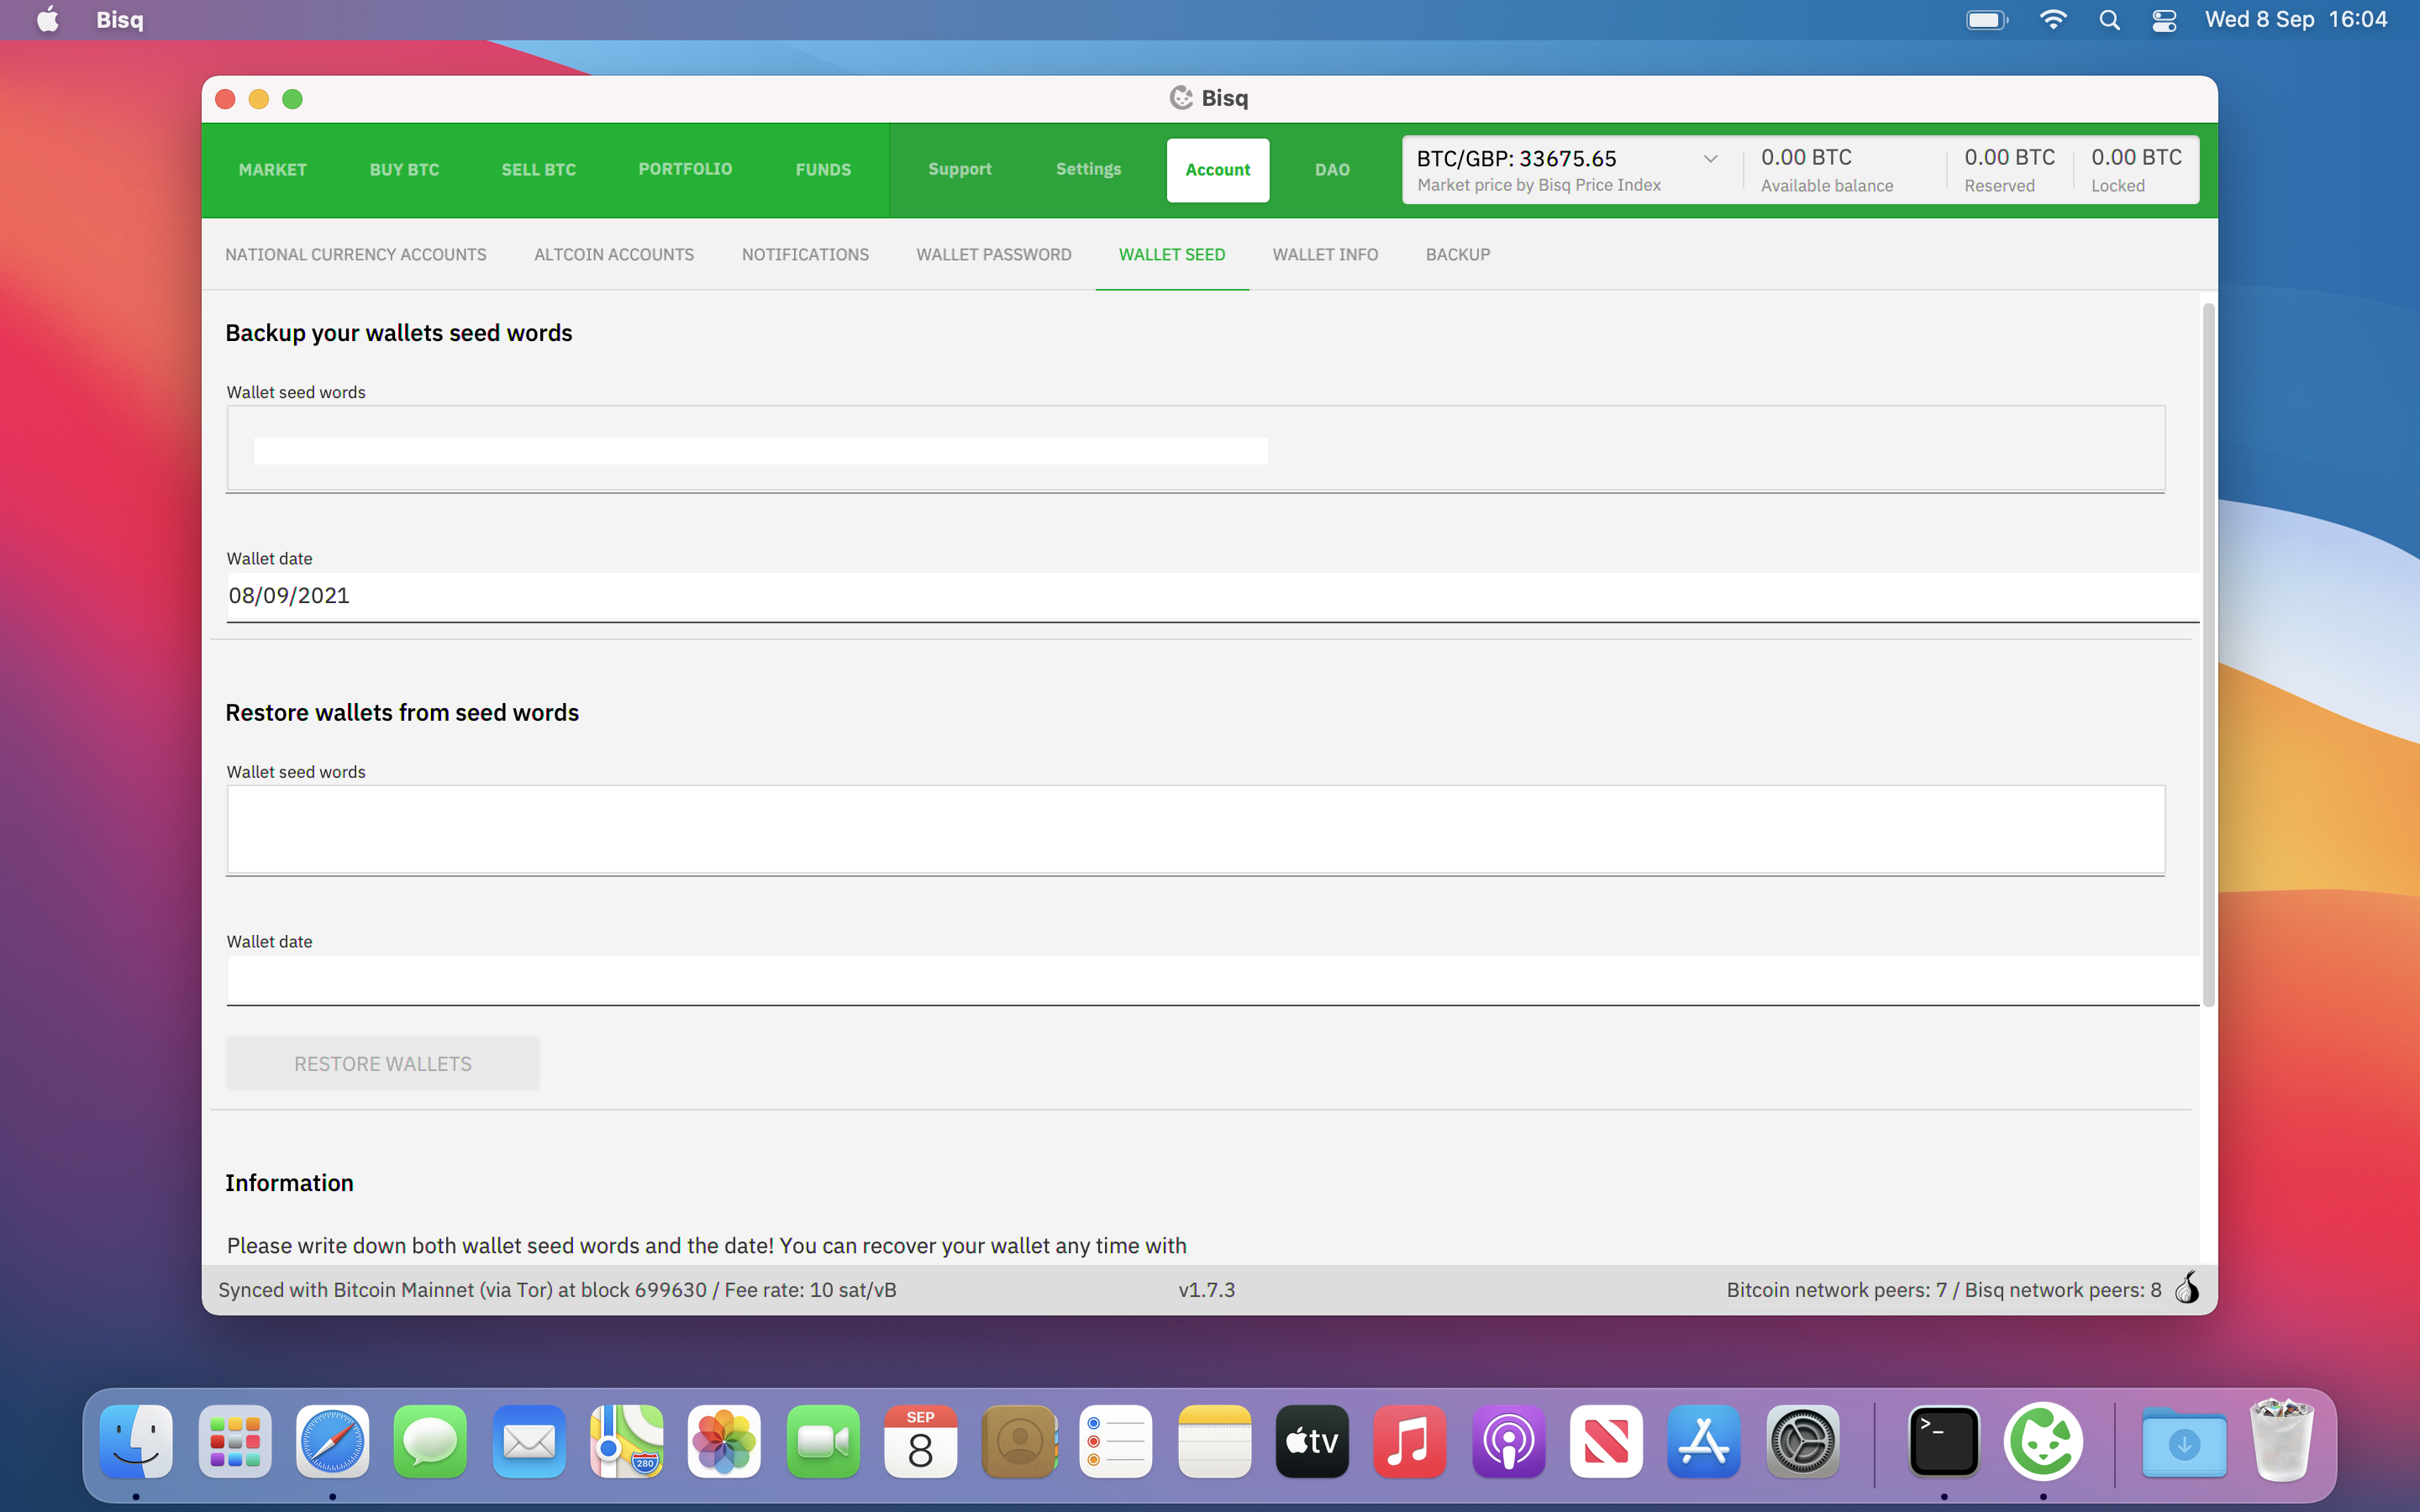 Bisq
Wed 8 Sep 16:04
Bisq
MARKET BUY BTC SELL BTC PORTFOLIO FUNDS Support Settings Account DAO
BTC/GBP: 33675.65 0.00 BTC 0.00 BTC 0.00 BTC
Market price by Bisq Price Index Available balance Reserved Locked
NATIONAL CURRENCY ACCOUNTS ALTCOIN ACCOUNTS NOTIFICATIONS WALLET PASSWORD WALLET SEED WALLET INFO BACKUP
Backup your wallets seed words
Wallet seed words
Wallet date
08/09/2021
Restore wallets from seed words
Wallet seed words
Wallet date
RESTORE WALLETS
Information
Please write down both wallet seed words and the date! You can recover your wallet any time with
Synced with Bitcoin Mainnet (via Tor) at block 699630 / Fee rate: 10 sat/vB v1.7.3 Bitcoin network peers: 7 / Bisq network peers: 8
280
SEP
8
tv
>_